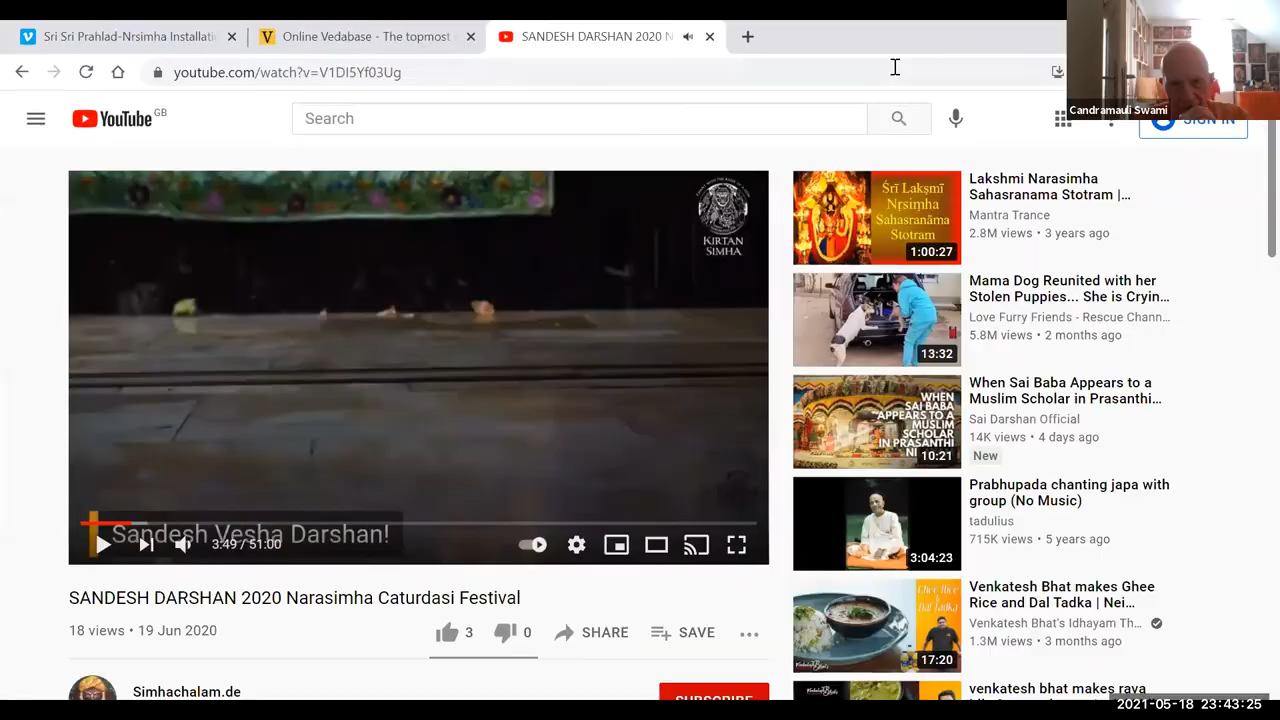 Sri Sri Prahlad-Nrsimha Installati
Online Vedabase - The topmost
SANDESH DARSHAN 2020 N
youtube.com/watch?v=V1DI5Yf03Ug
Candramauli Swami
YouTube GB
Search
SIGN IN
KIRTAN
SIMHA
Sandesh Vesha Darshan!
3:49 / 51:00
SANDESH DARSHAN 2020 Narasimha Caturdasi Festival
18 views • 19 Jun 2020
3
0
SHARE
SAVE
Simhachalam.de
SUBSCRIBE
Śrī Lakṣmī
Nṛsiṃha
Sahasranāma
Stotram
1:00:27
Lakshmi Narasimha
Sahasranama Stotram |...
Mantra Trance
2.8M views • 3 years ago
13:32
Mama Dog Reunited with her
Stolen Puppies... She is Cryin...
Love Furry Friends - Rescue Chann...
5.8M views • 2 months ago
WHEN
SAI BABA
APPEARS TO A
MUSLIM
SCHOLAR
IN PRASANTHI
10:21
When Sai Baba Appears to a
Muslim Scholar in Prasanthi...
Sai Darshan Official
14K views • 4 days ago
New
3:04:23
Prabhupada chanting japa with
group (No Music)
tadulius
715K views • 5 years ago
17:20
Venkatesh Bhat makes Ghee
Rice and Dal Tadka | Nei...
Venkatesh Bhat's Idhayam Th...
1.3M views • 3 months ago
venkatesh bhat makes rava
2021-05-18 23:43:25